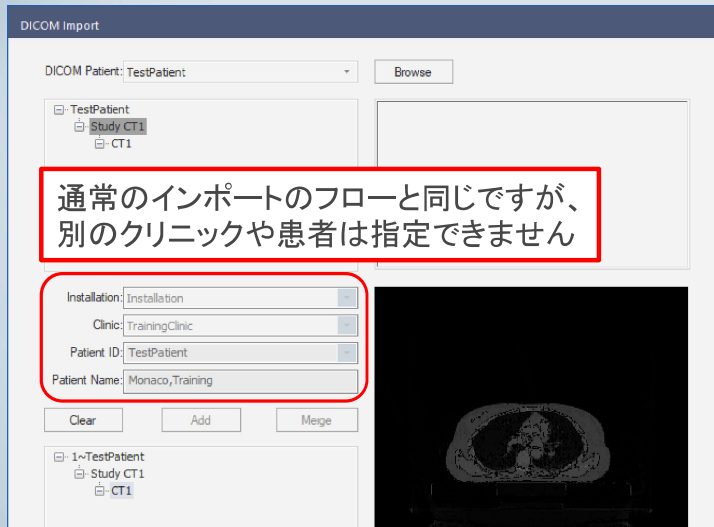 DICOM Import
DICOM Patient: TestPatient
Browse
TestPatient
Study CT1
CT1
通常のインポートのフローと同じですが、
別のクリニックや患者は指定できません
Installation: Installation
Clinic: TrainingClinic
Patient ID: TestPatient
Patient Name: Monaco,Training
Clear Add Merge
1~TestPatient
Study CT1
CT1